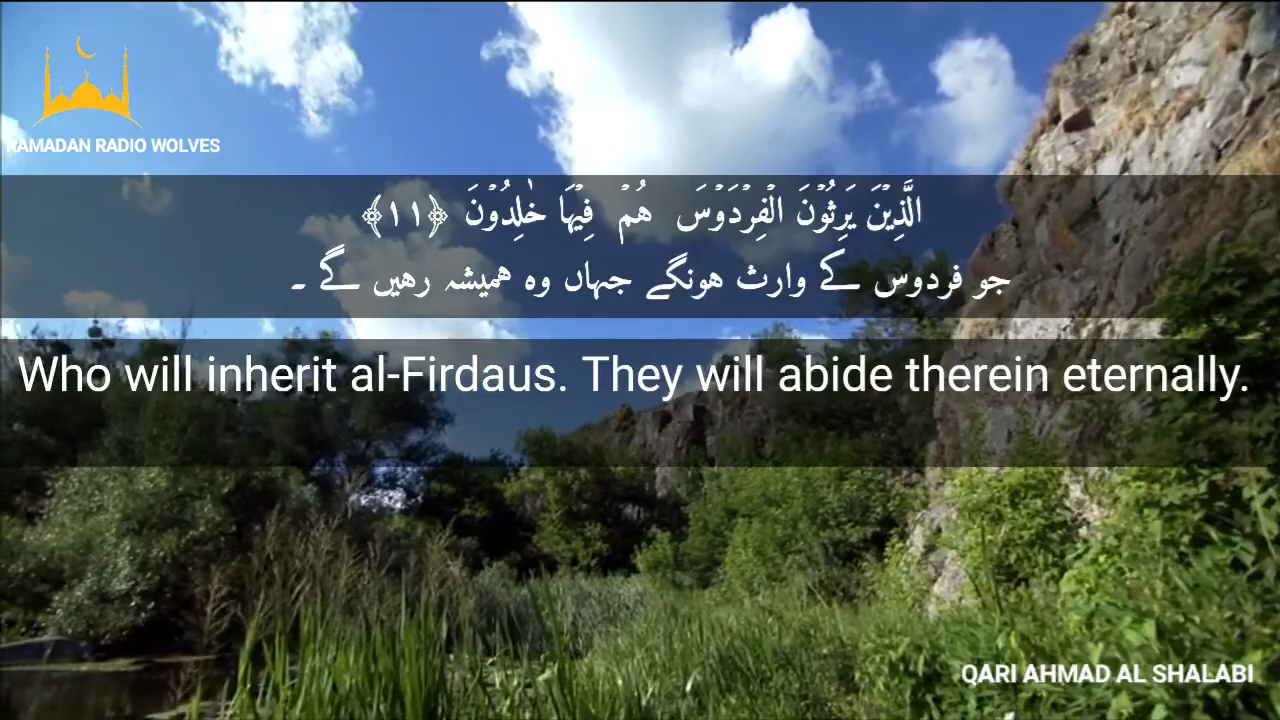 RAMADAN RADIO WOLVES
الَّذِيۡنَ يَرِثُوۡنَ الۡفِرۡدَوۡسَ هُمۡ فِيۡهَا خٰلِدُوۡنَ ﴿۱۱﴾
جو فردوس کے وارث ہونگے جہاں وہ ہمیشہ رہیں گے ۔
Who will inherit al-Firdaus. They will abide therein eternally.
QARI AHMAD AL SHALABI